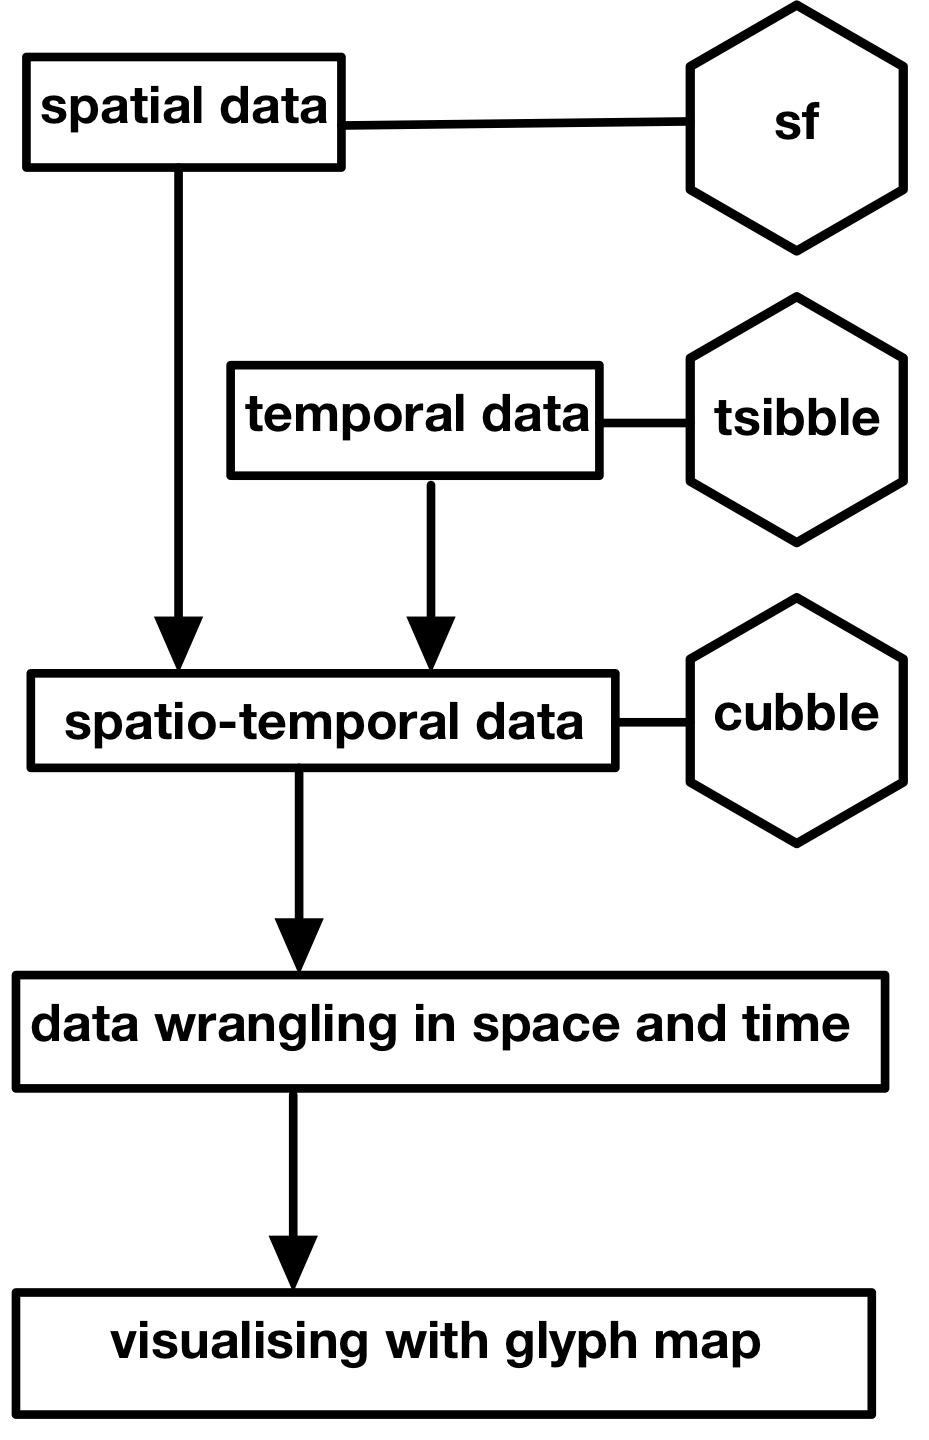 spatial data
sf
temporal data
tsibble
spatio-temporal data
cubble
data wrangling in space and time
visualising with glyph map